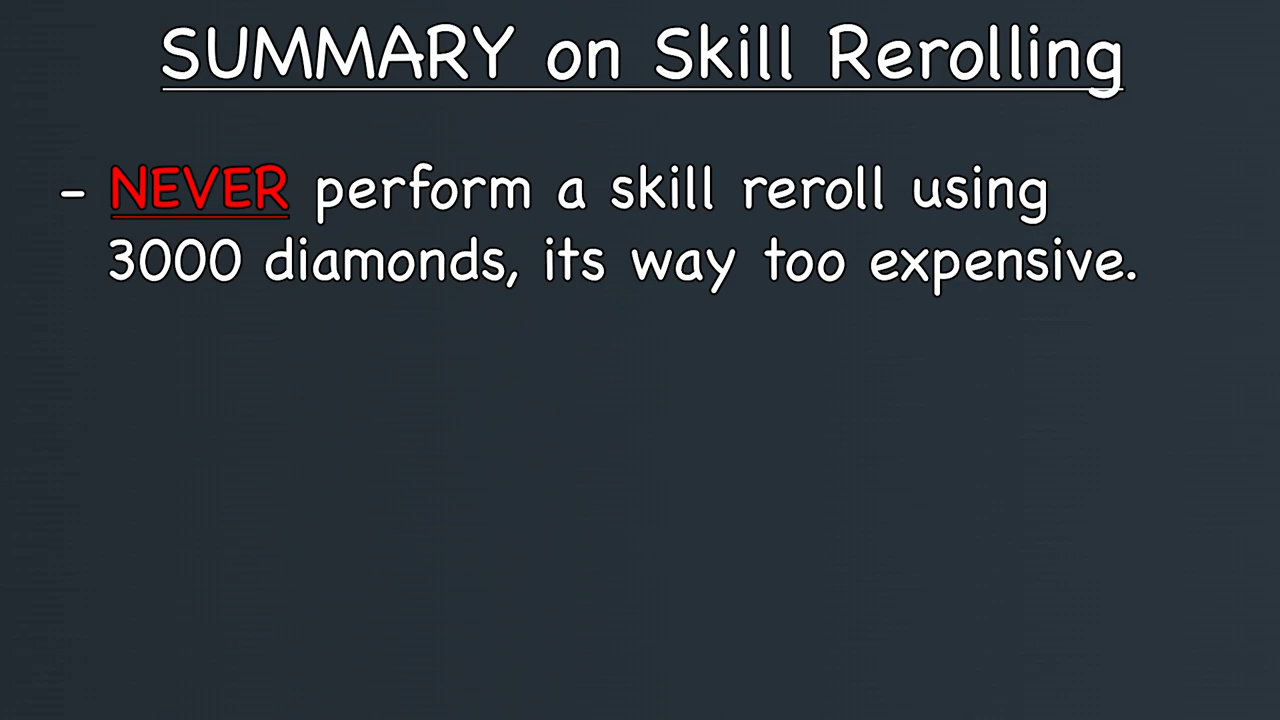 SUMMARY on Skill Rerolling
- NEVER perform a skill reroll using
3000 diamonds, its way too expensive.